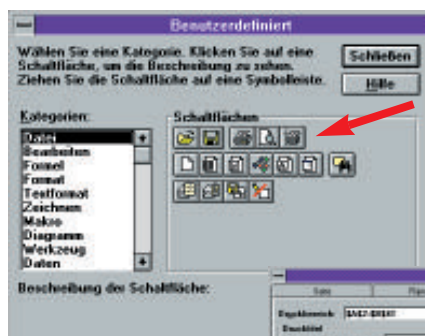 Benutzerdefiniert
Wählen Sie eine Kategorie. Klicken Sie auf eine
Schaltfläche, um die Beschreibung zu sehen.
Ziehen Sie die Schaltfläche auf eine Symbolleiste.
Schließen
Hilfe
Kategorien:
Datei
Bearbeiten
Formel
Format
Textformat
Zeichnen
Makro
Diagramm
Werkzeug
Daten
Schaltflächen
Beschreibung der Schaltfläche:
Drucktitel